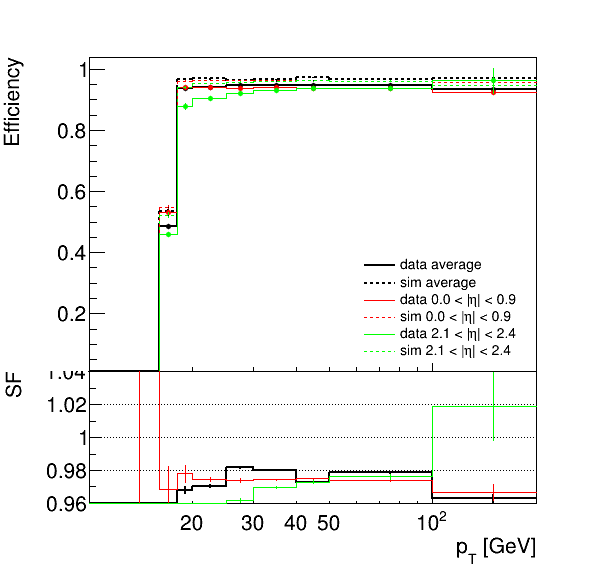 Efficiency
1
0.8
0.6
0.4
0.2
data average
sim average
data 0.0 < |η| < 0.9
sim 0.0 < |η| < 0.9
data 2.1 < |η| < 2.4
sim 2.1 < |η| < 2.4
SF
1.04
1.02
1
0.98
0.96
20 30 40 50 10²
p_T [GeV]